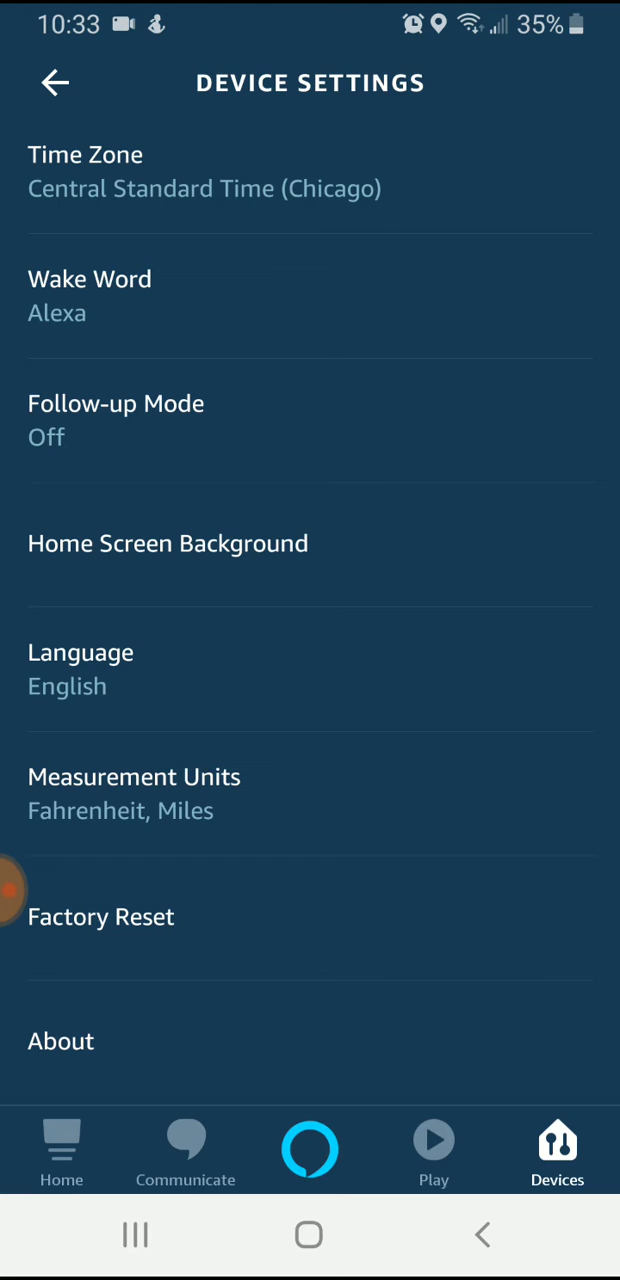 10:33
35%
DEVICE SETTINGS
Time Zone
Central Standard Time (Chicago)
Wake Word
Alexa
Follow-up Mode
Off
Home Screen Background
Language
English
Measurement Units
Fahrenheit, Miles
Factory Reset
About
Home Communicate Play Devices